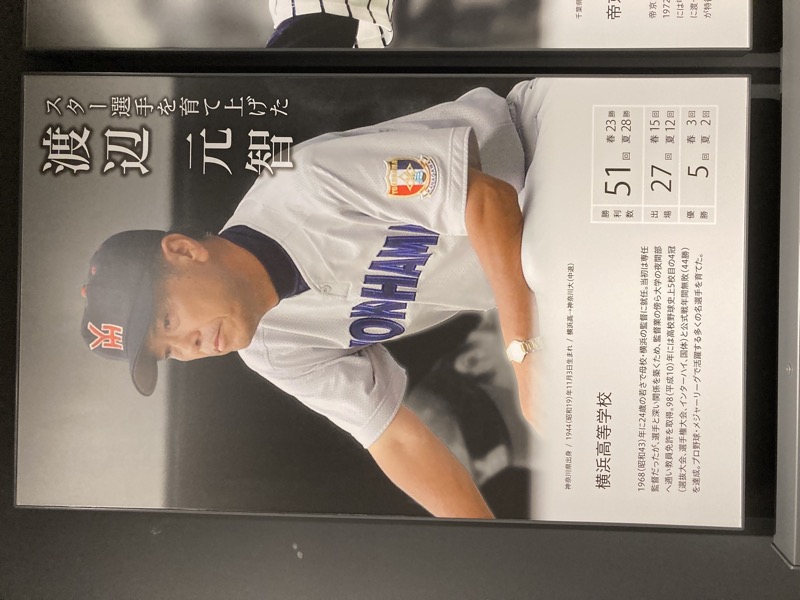 スター選手を育て上げた
渡辺 元智
YH
YOKOHAMA
YOKOHAMA
KANAGAWA
神奈川県出身 / 1944(昭和19)年11月3日生まれ / 横浜高→神奈川大(中退)
横浜高等学校
1968(昭和43)年に24歳の若さで母校・横浜の監督に就任。当初は専任
監督だったが、選手と深い関係を築くため、監督業の傍ら大学の夜間部
へ通い教員免許を取得。98(平成10)年には高校野球史上5校目の4冠
(選抜大会、選手権大会、インターハイ、国体)と公式戦年間無敗(44勝)
を達成。プロ野球・メジャーリーグで活躍する多くの名選手を育てた。
勝利数 51回 春23勝 夏28勝
出場 27回 春15回 夏12回
優勝 5回 春3回 夏2回
千葉県
帝京
帝京
1972
には
に渡
が特